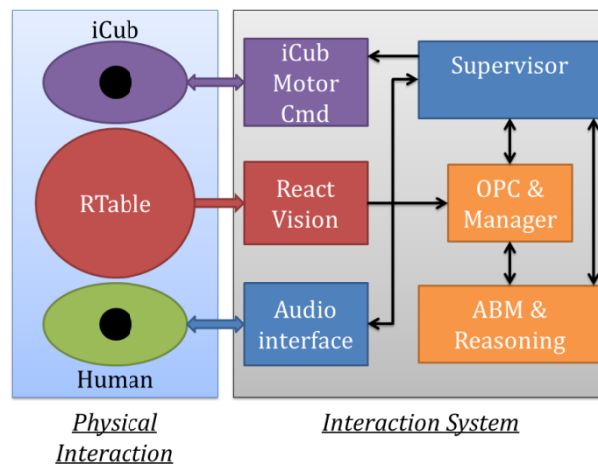 iCub
iCub
Motor
Cmd
Supervisor
RTable
React
Vision
OPC &
Manager
Audio
interface
ABM &
Reasoning
Human
Physical
Interaction
Interaction System